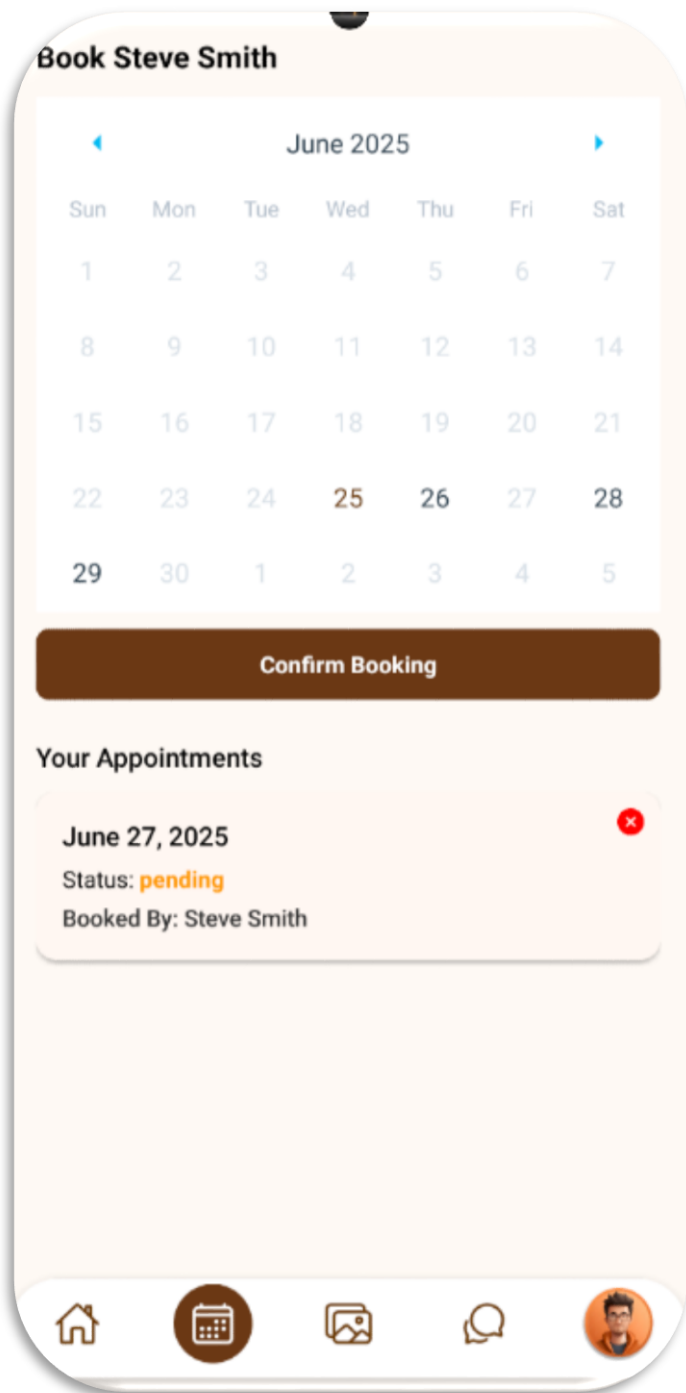 Book Steve Smith
June 2025
Sun Mon Tue Wed Thu Fri Sat
1 2 3 4 5 6 7
8 9 10 11 12 13 14
15 16 17 18 19 20 21
22 23 24 25 26 27 28
29 30 1 2 3 4 5
Confirm Booking
Your Appointments
June 27, 2025
Status: pending
Booked By: Steve Smith